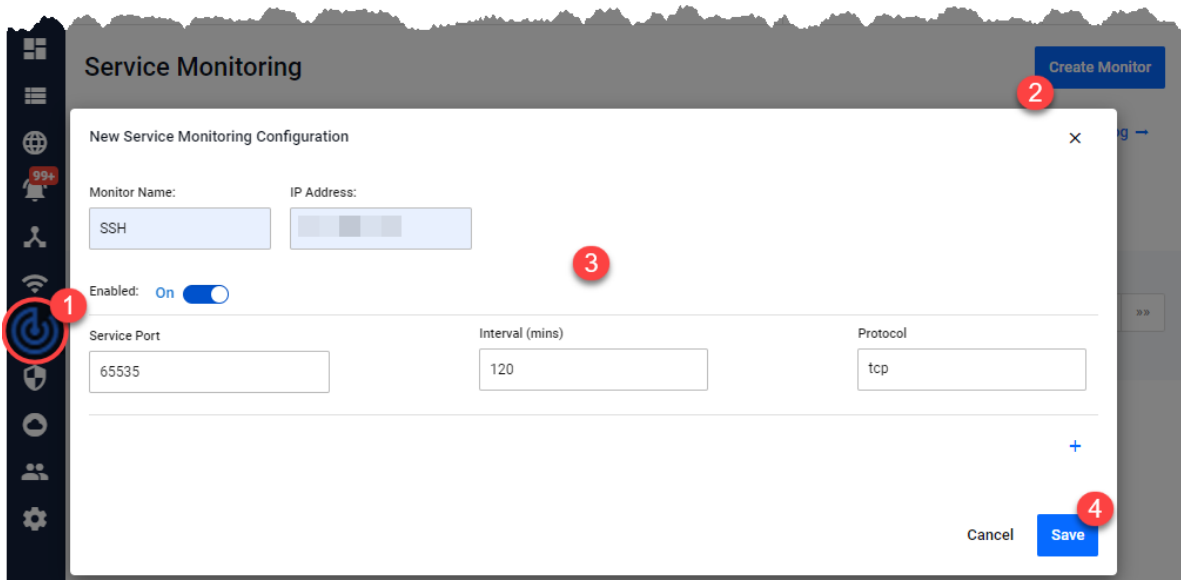 Service Monitoring
Create Monitor
2
New Service Monitoring Configuration
→
99+
Monitor Name:
IP Address:
SSH
3
Enabled:
On
1
Service Port
Interval (mins)
Protocol
»»
65535
120
tcp
+
4
Cancel
Save